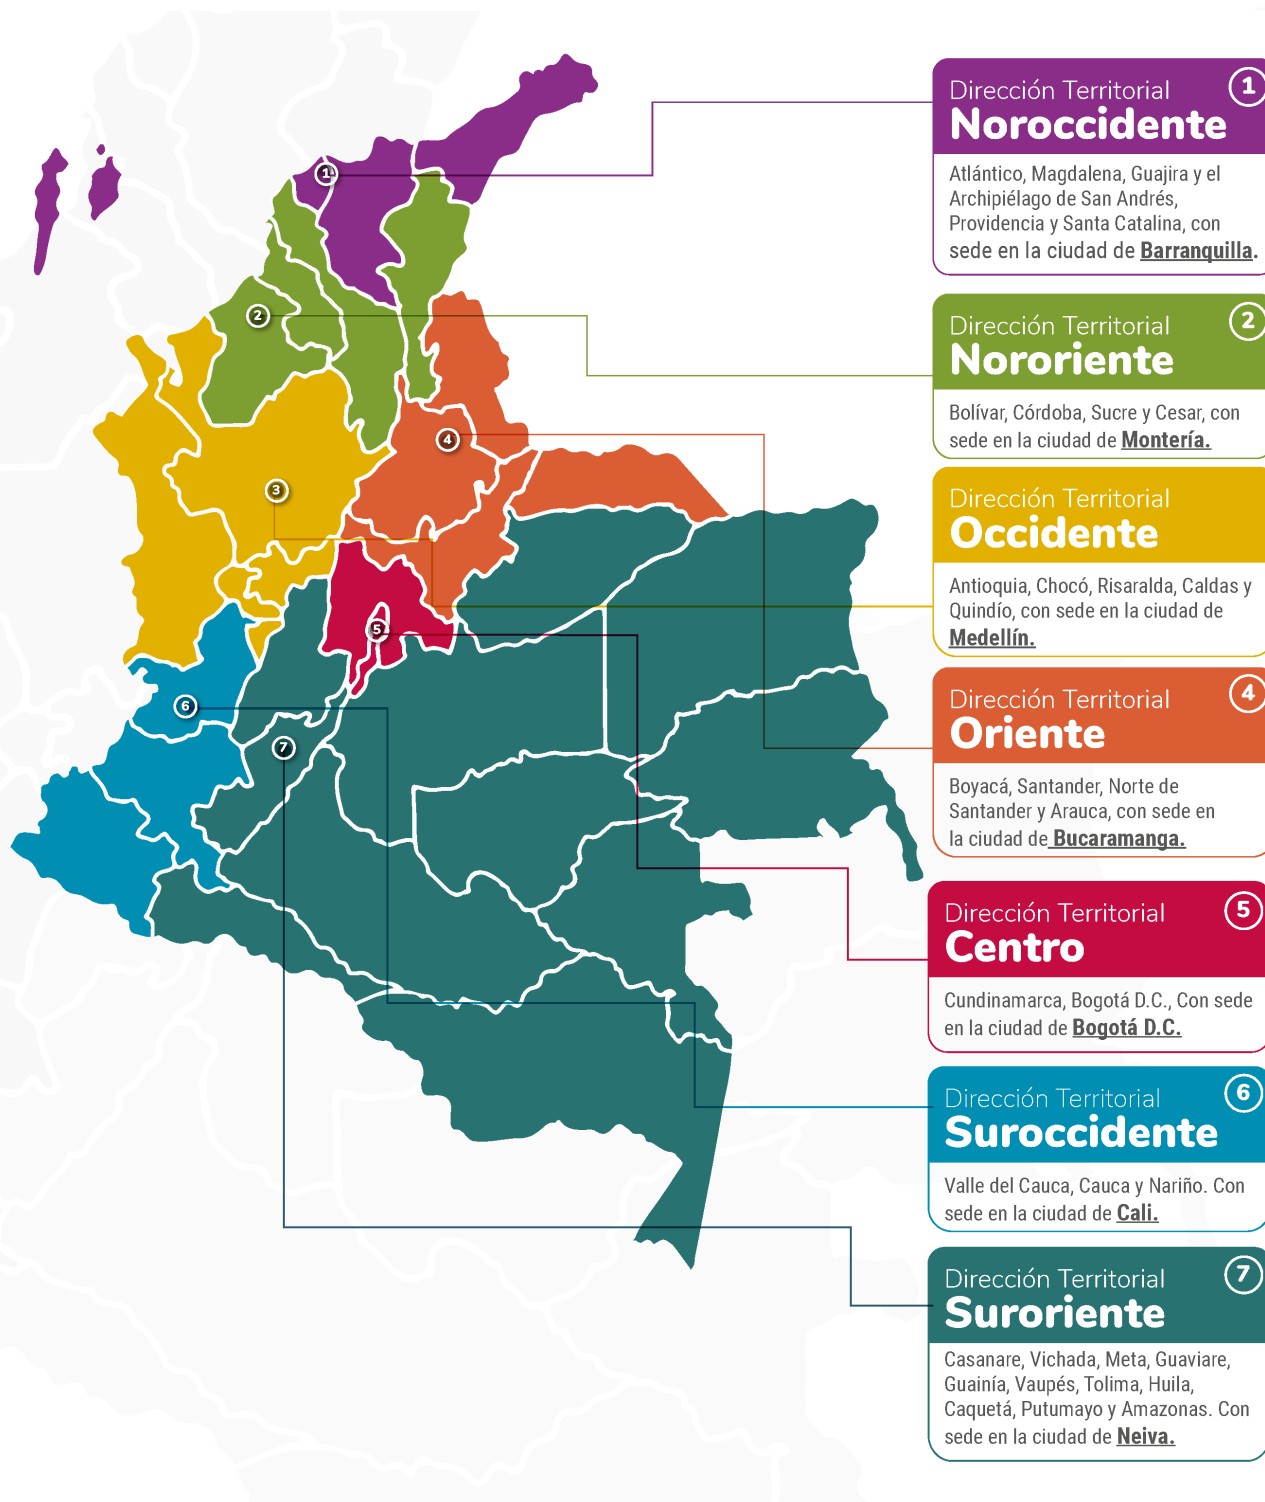 1
2
3
4
5
6
7
Dirección Territorial
1
Noroccidente
Atlántico, Magdalena, Guajira y el
Archipiélago de San Andrés,
Providencia y Santa Catalina, con
sede en la ciudad de Barranquilla.
Dirección Territorial
2
Nororiente
Bolívar, Córdoba, Sucre y Cesar, con
sede en la ciudad de Montería.
Dirección Territorial
Occidente
Antioquia, Chocó, Risaralda, Caldas y
Quindío, con sede en la ciudad de
Medellín.
Dirección Territorial
4
Oriente
Boyacá, Santander, Norte de
Santander y Arauca, con sede en
la ciudad de Bucaramanga.
Dirección Territorial
5
Centro
Cundinamarca, Bogotá D.C., Con sede
en la ciudad de Bogotá D.C.
Dirección Territorial
6
Suroccidente
Valle del Cauca, Cauca y Nariño. Con
sede en la ciudad de Cali.
Dirección Territorial
7
Suroriente
Casanare, Vichada, Meta, Guaviare,
Guainía, Vaupés, Tolima, Huila,
Caquetá, Putumayo y Amazonas. Con
sede en la ciudad de Neiva.